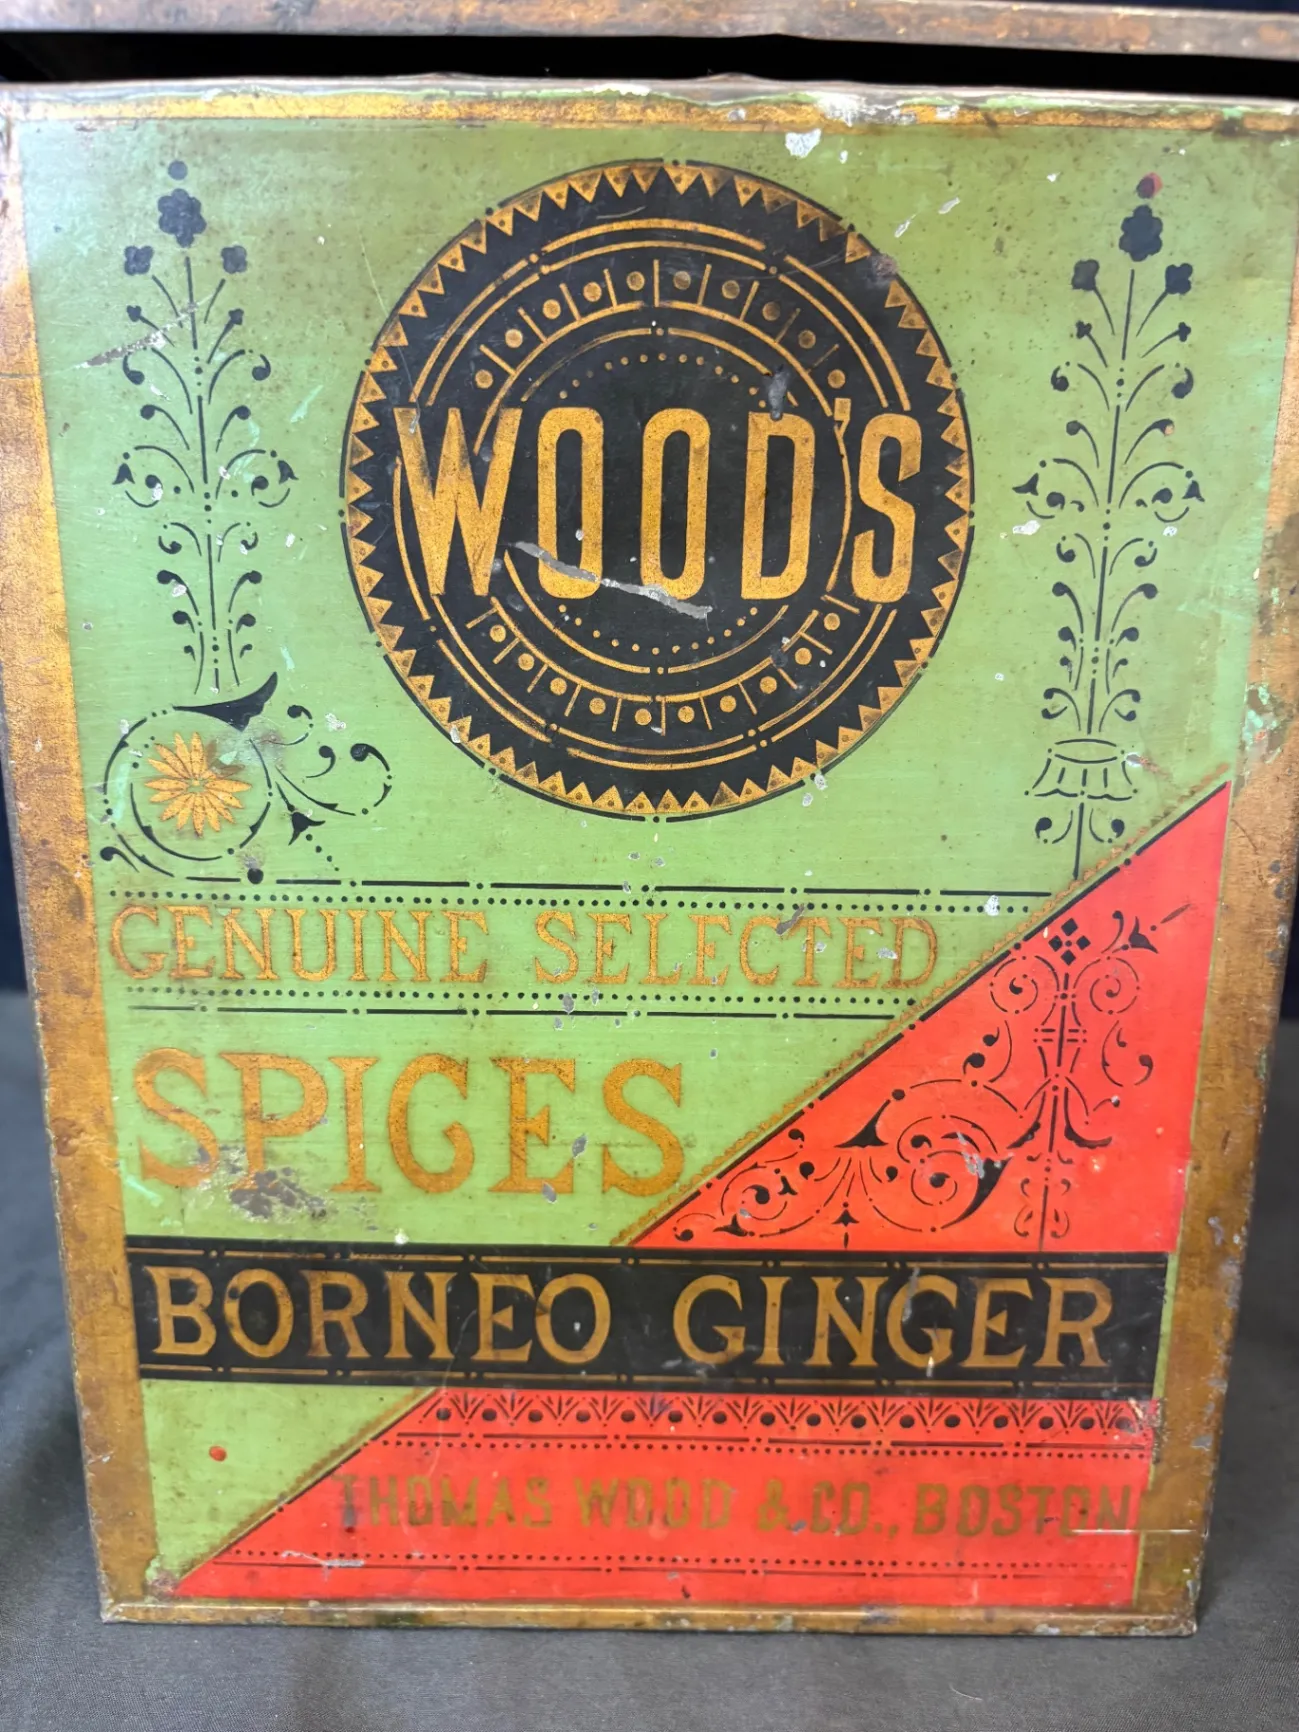 WOOD'S
GENUINE SELECTED
SPICES
BORNEO GINGER
THOMAS WOOD & CO., BOSTON